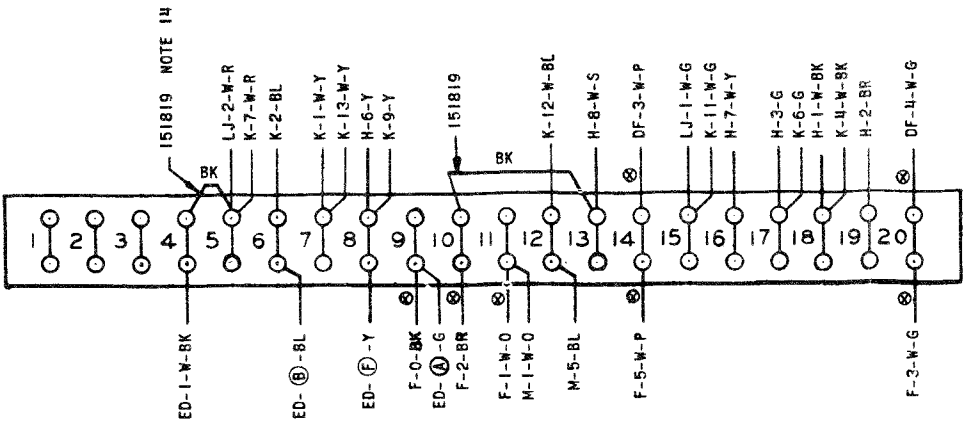 151819 NOTE 14
BK
LJ-2-W-R
K-7-W-R
K-2-BL
K-1-W-Y
K-13-W-Y
H-6-Y
K-9-Y
151819
BK
K-12-W-BL
H-8-W-S
DF-3-W-P
LJ-1-W-G
K-11-W-G
H-7-W-Y
H-3-G
K-6-G
H-1-W-BK
K-4-W-BK
H-2-BR
DF-4-W-G
1 2 3 4 5 6 7 8 9 10 11 12 13 14 15 16 17 18 19 20
ED-1-W-BK
ED-B-BL
ED-F-Y
F-0-BK
ED-A-G
F-2-BR
F-1-W-O
M-1-W-O
M-5-BL
F-5-W-P
F-3-W-G